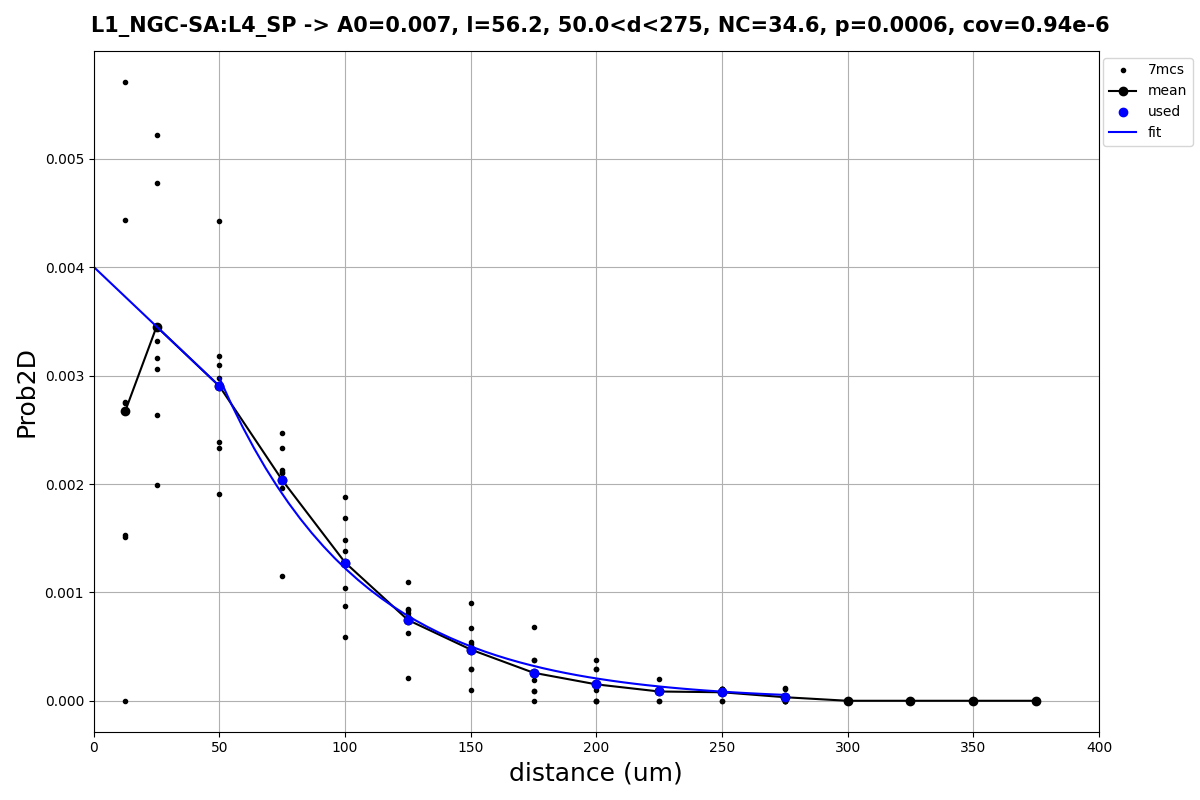 L1_NGC-SA:L4_SP -> A0=0.007, l=56.2, 50.0<d<275, NC=34.6, p=0.0006, cov=0.94e-6
7mcs
mean
used
fit
0.005
0.004
0.003
0.002
0.001
0.000
Prob2D
0 50 100 150 200 250 300 350 400
distance (um)